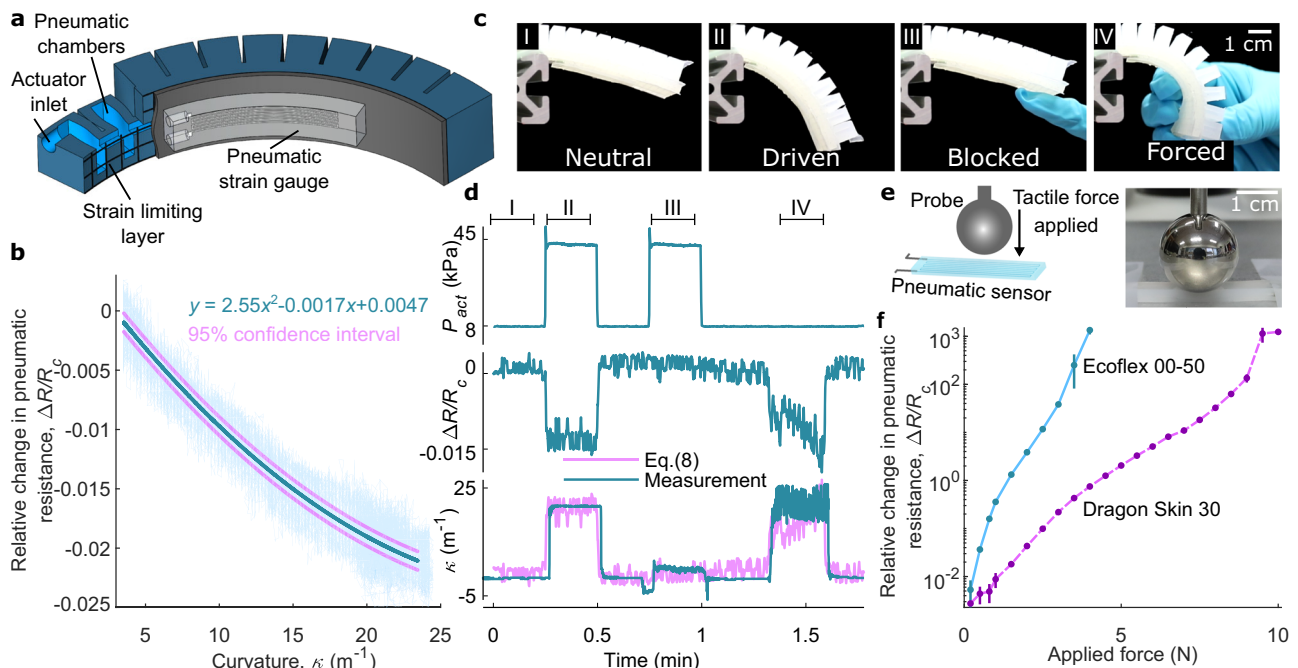 a
Pneumatic
chambers
Actuator
inlet
Pneumatic
strain gauge
Strain limiting
layer
b
Relative change in pneumatic
resistance, ΔR/R_c
0
-0.005
-0.01
-0.015
-0.02
-0.025
y = 2.55x²-0.0017x+0.0047
95% confidence interval
5 10 15 20 25
Curvature, κ (m⁻¹)
c
I
Neutral
II
Driven
III
Blocked
IV
1 cm
Forced
d
I II III IV
P_act (kPa)
45
8
ΔR/R_c
0
-0.015
Eq.(8)
Measurement
κ (m⁻¹)
25
-5
0 0.5 1 1.5
Time (min)
e
Probe
Tactile force
applied
Pneumatic sensor
1 cm
f
Relative change in pneumatic
resistance, ΔR/R_c
10³
10²
10⁰
10⁻²
Ecoflex 00-50
Dragon Skin 30
0 5 10
Applied force (N)